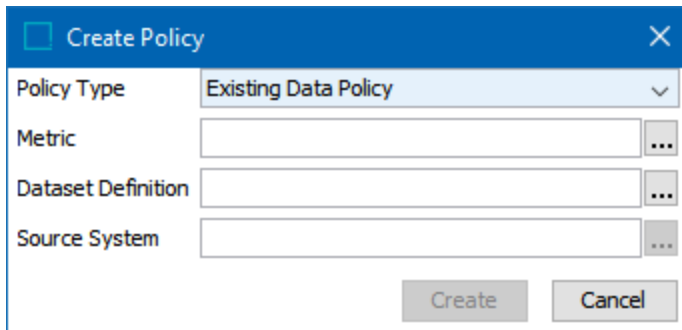 Create Policy
Policy Type Existing Data Policy
Metric ...
Dataset Definition ...
Source System ...
Create Cancel